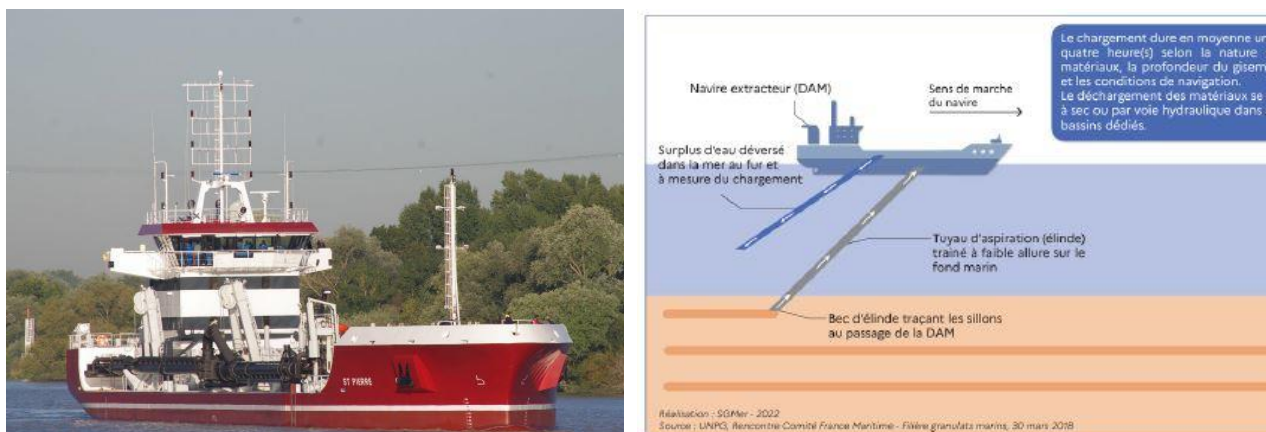 ST PIERRE
Le chargement dure en moyenne un
quatre heure(s) selon la nature
matériaux, la profondeur du gisem
et les conditions de navigation.
Le déchargement des matériaux se
à sec ou par voie hydraulique dans
bassins dédiés.
Navire extracteur (DAM)
Sens de marche
du navire
Surplus d'eau déversé
dans la mer au fur et
à mesure du chargement
Tuyau d'aspiration (élinde)
trainé à faible allure sur le
fond marin
Bec d'élinde traçant les sillons
au passage de la DAM
Réalisation : SGMer - 2022
Source : UNPG, Rencontre Comité France Maritime - Filière granulats marins, 30 mars 2018